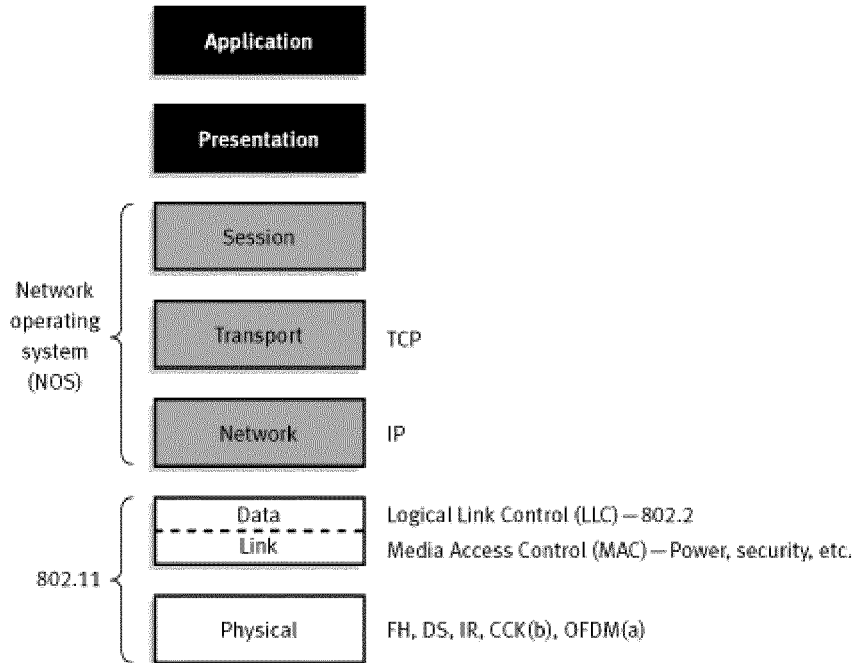 Application
Presentation
Session
Network
operating
system
(NOS)
Transport
TCP
Network
IP
Data
Link
Logical Link Control (LLC)—802.2
Media Access Control (MAC)—Power, security, etc.
802.11
Physical
FH, DS, IR, CCK(b), OFDM(a)